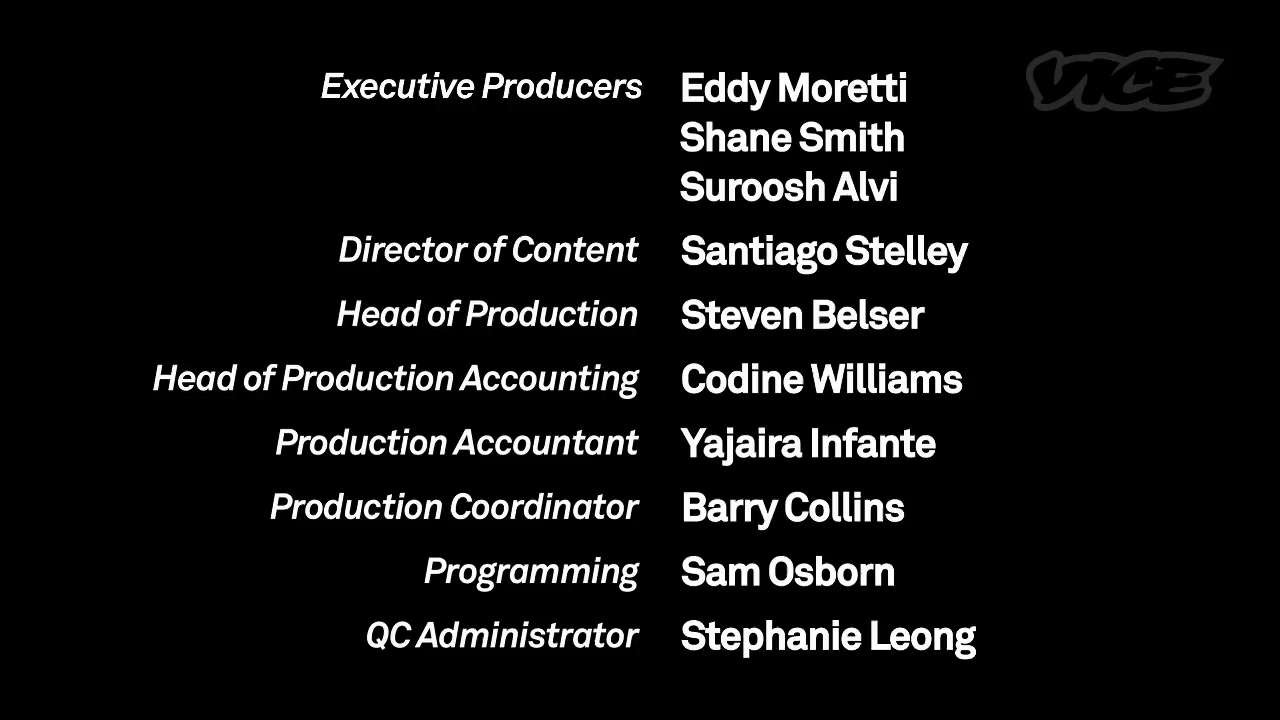 Executive Producers Eddy Moretti
Shane Smith
Suroosh Alvi
Director of Content Santiago Stelley
Head of Production Steven Belser
Head of Production Accounting Codine Williams
Production Accountant Yajaira Infante
Production Coordinator Barry Collins
Programming Sam Osborn
QC Administrator Stephanie Leong
VICE